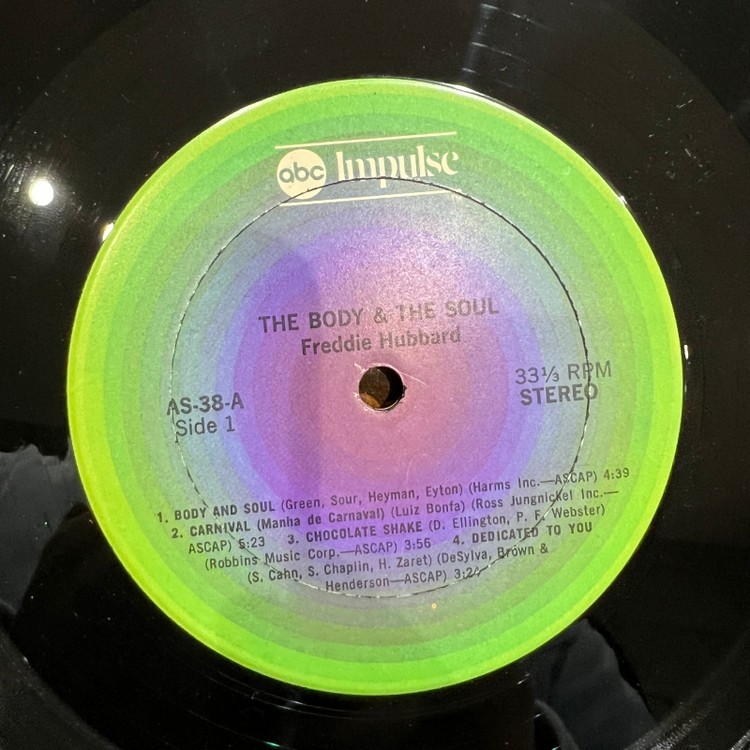 abc Impulse
THE BODY & THE SOUL
Freddie Hubbard
AS-38-A
Side 1
33⅓ RPM
STEREO
1. BODY AND SOUL (Green, Sour, Heyman, Eyton) (Harms Inc.—ASCAP) 4:39
2. CARNIVAL (Manha de Carnaval) (Luiz Bonfa) (Ross Jungnickel Inc.—
ASCAP) 5:23 3. CHOCOLATE SHAKE (D. Ellington, P. F. Webster)
(Robbins Music Corp.—ASCAP) 3:56 4. DEDICATED TO YOU
(S. Cahn, S. Chaplin, H. Zaret) (DeSylva, Brown &
Henderson—ASCAP)